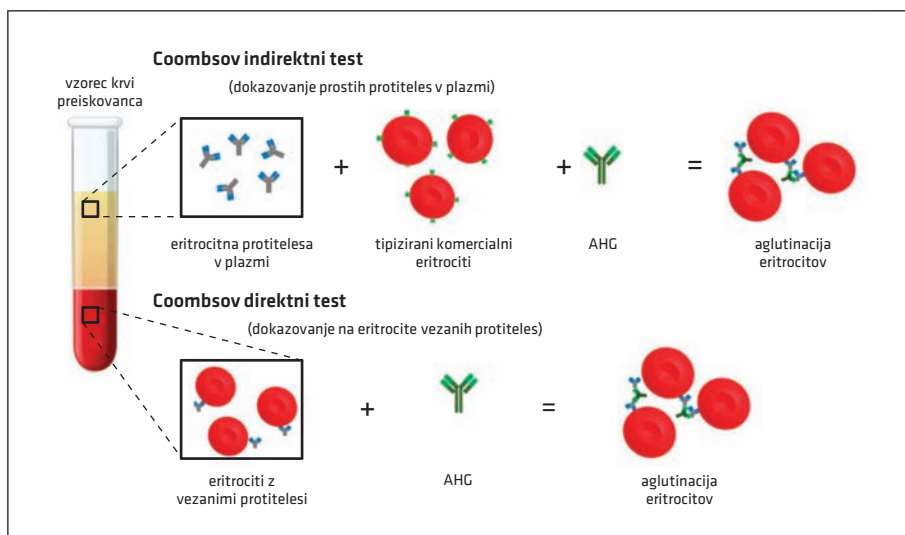 Coombsov indirektni test
(dokazovanje prostih protiteles v plazmi)
vzorec krvi
preiskovanca
+
+
=
eritrocitna protitelesa
v plazmi
tipizirani komercialni
eritrociti
AHG
aglutinacija
eritrocitov
Coombsov direktni test
(dokazovanje na eritrocite vezanih protiteles)
+
=
eritrociti z
vezanimi protitelesi
AHG
aglutinacija
eritrocitov